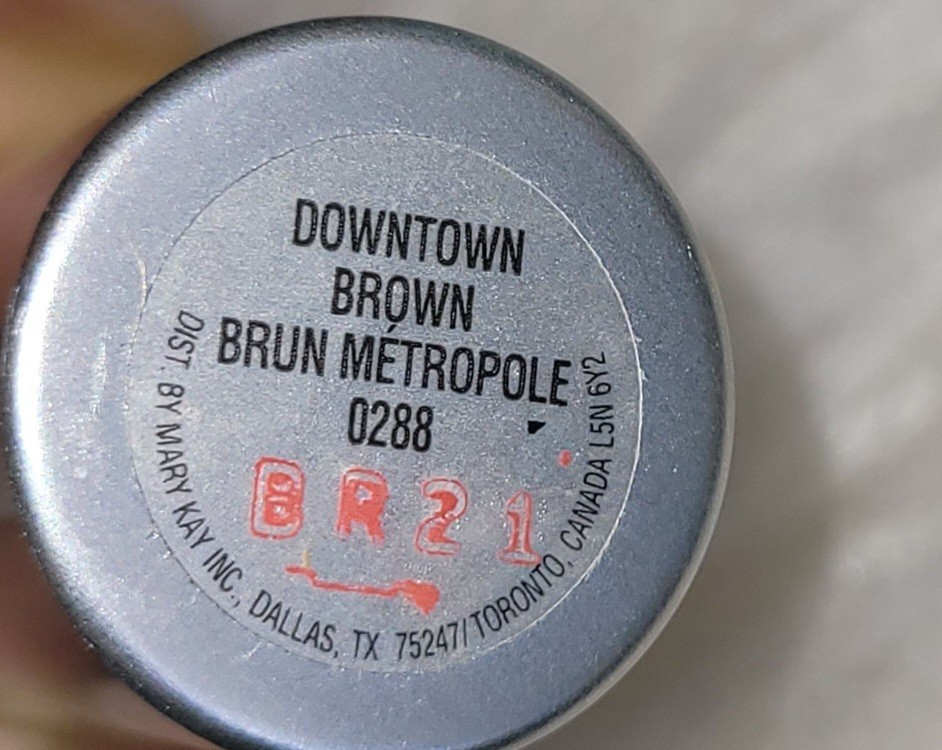 DOWNTOWN
BROWN
BRUN MÉTROPOLE
0288
BR21
DIST. BY MARY KAY INC., DALLAS, TX 75247/TORONTO, CANADA L5N 6Y2